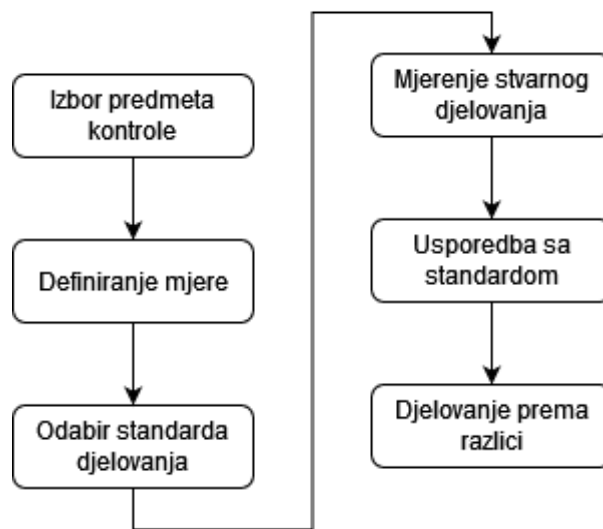 Izbor predmeta
kontrole
Definiranje mjere
Odabir standarda
djelovanja
Mjerenje stvarnog
djelovanja
Usporedba sa
standardom
Djelovanje prema
razlici